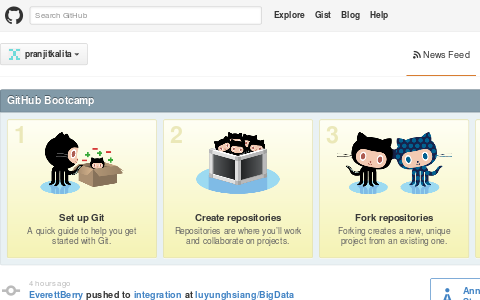 Search GitHub
Explore Gist Blog Help
pranjitkalita
News Feed
GitHub Bootcamp
1
2
3
Set up Git
A quick guide to help you get
started with Git.
Create repositories
Repositories are where you'll work
and collaborate on projects.
Fork repositories
Forking creates a new, unique
project from an existing one.
4 hours ago
EverettBerry pushed to integration at luyunghsiang/BigData